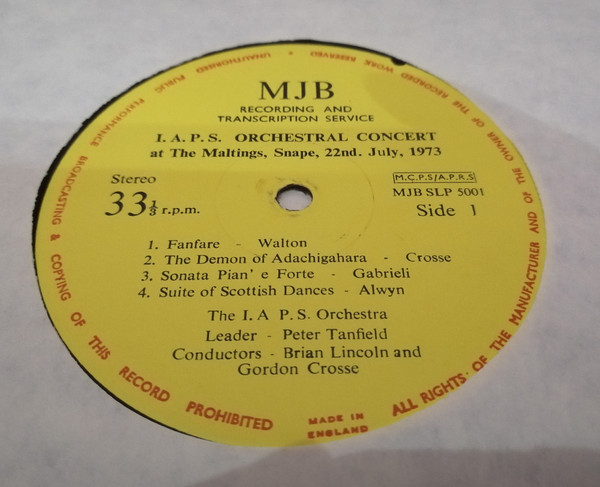 MJB
RECORDING AND
TRANSCRIPTION SERVICE
I. A. P. S. ORCHESTRAL CONCERT
at The Maltings, Snape, 22nd. July, 1973
Stereo
33⅓ r.p.m.
M.C.P.S/A.P.R.S
MJB SLP 5001
Side 1
1. Fanfare - Walton
2. The Demon of Adachigahara - Crosse
3. Sonata Pian' e Forte - Gabrieli
4. Suite of Scottish Dances - Alwyn
The I. A P. S. Orchestra
Leader - Peter Tanfield
Conductors - Brian Lincoln and
Gordon Crosse
MADE IN
ENGLAND
ALL RIGHTS OF THE MANUFACTURER AND OF THE OWNER OF THE RECORDED WORK RESERVED • UNAUTHORISED PUBLIC PERFORMANCE BROADCASTING & COPYING OF THIS RECORD PROHIBITED